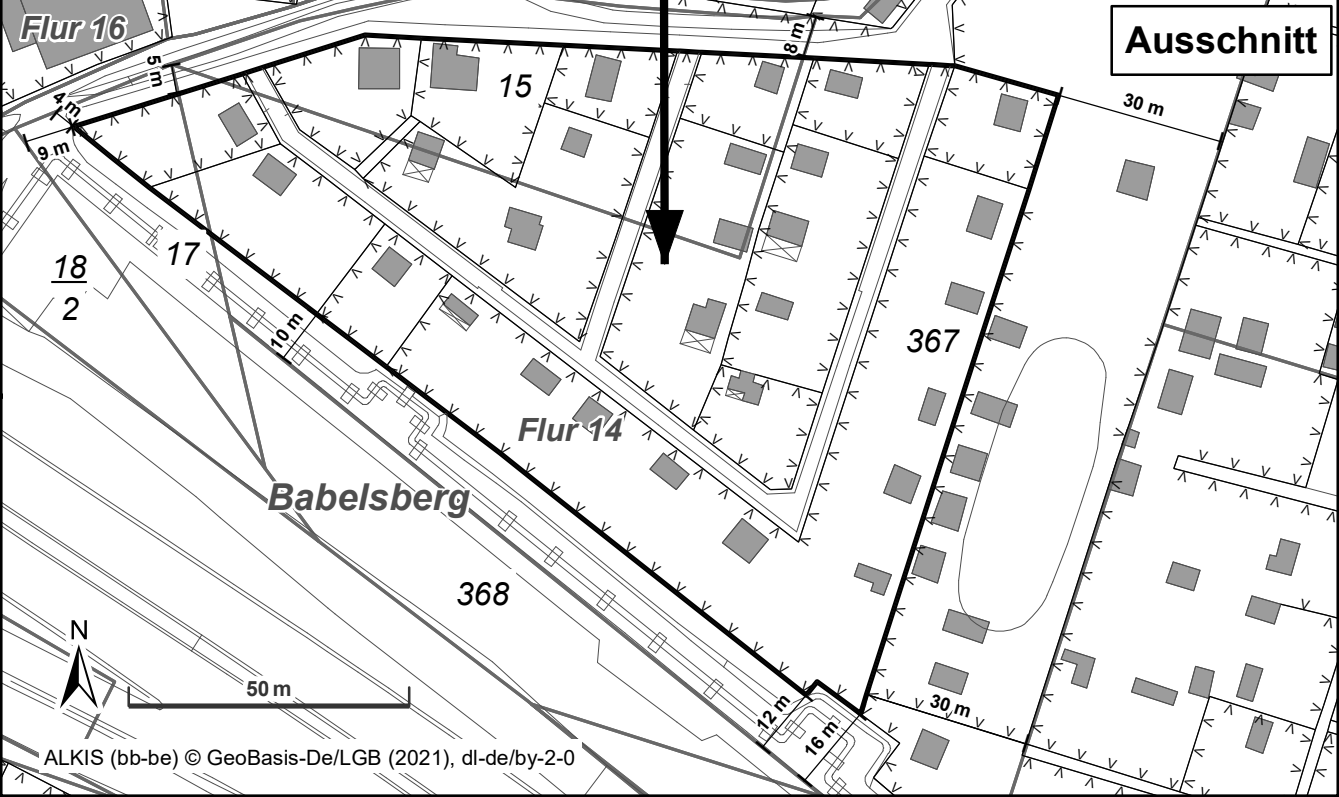 Flur 16
Ausschnitt
8 m
5 m
15
4 m
30 m
9 m
17
18
2
10 m
367
Flur 14
Babelsberg
368
N
50 m
30 m
12 m
16 m
ALKIS (bb-be) © GeoBasis-De/LGB (2021), dl-de/by-2-0